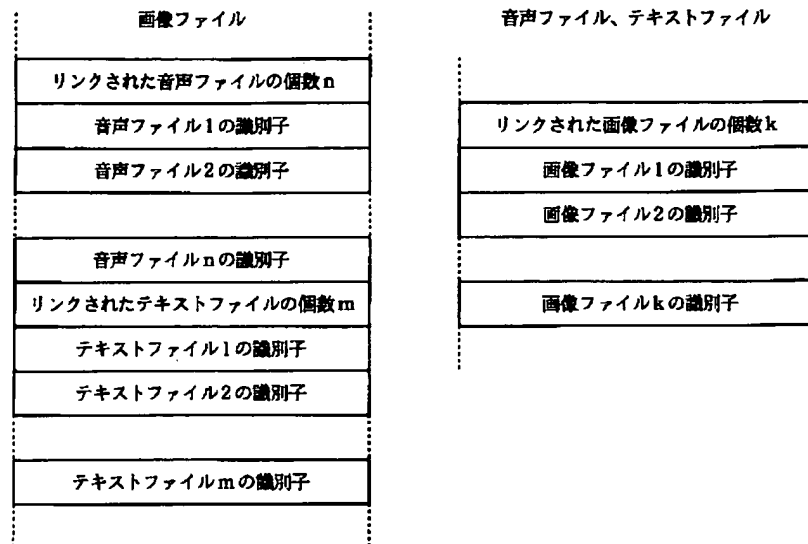 画像ファイル
リンクされた音声ファイルの個数n
音声ファイル1の識別子
音声ファイル2の識別子
音声ファイルnの識別子
リンクされたテキストファイルの個数m
テキストファイル1の識別子
テキストファイル2の識別子
テキストファイルmの識別子
音声ファイル、テキストファイル
リンクされた画像ファイルの個数k
画像ファイル1の識別子
画像ファイル2の識別子
画像ファイルkの識別子